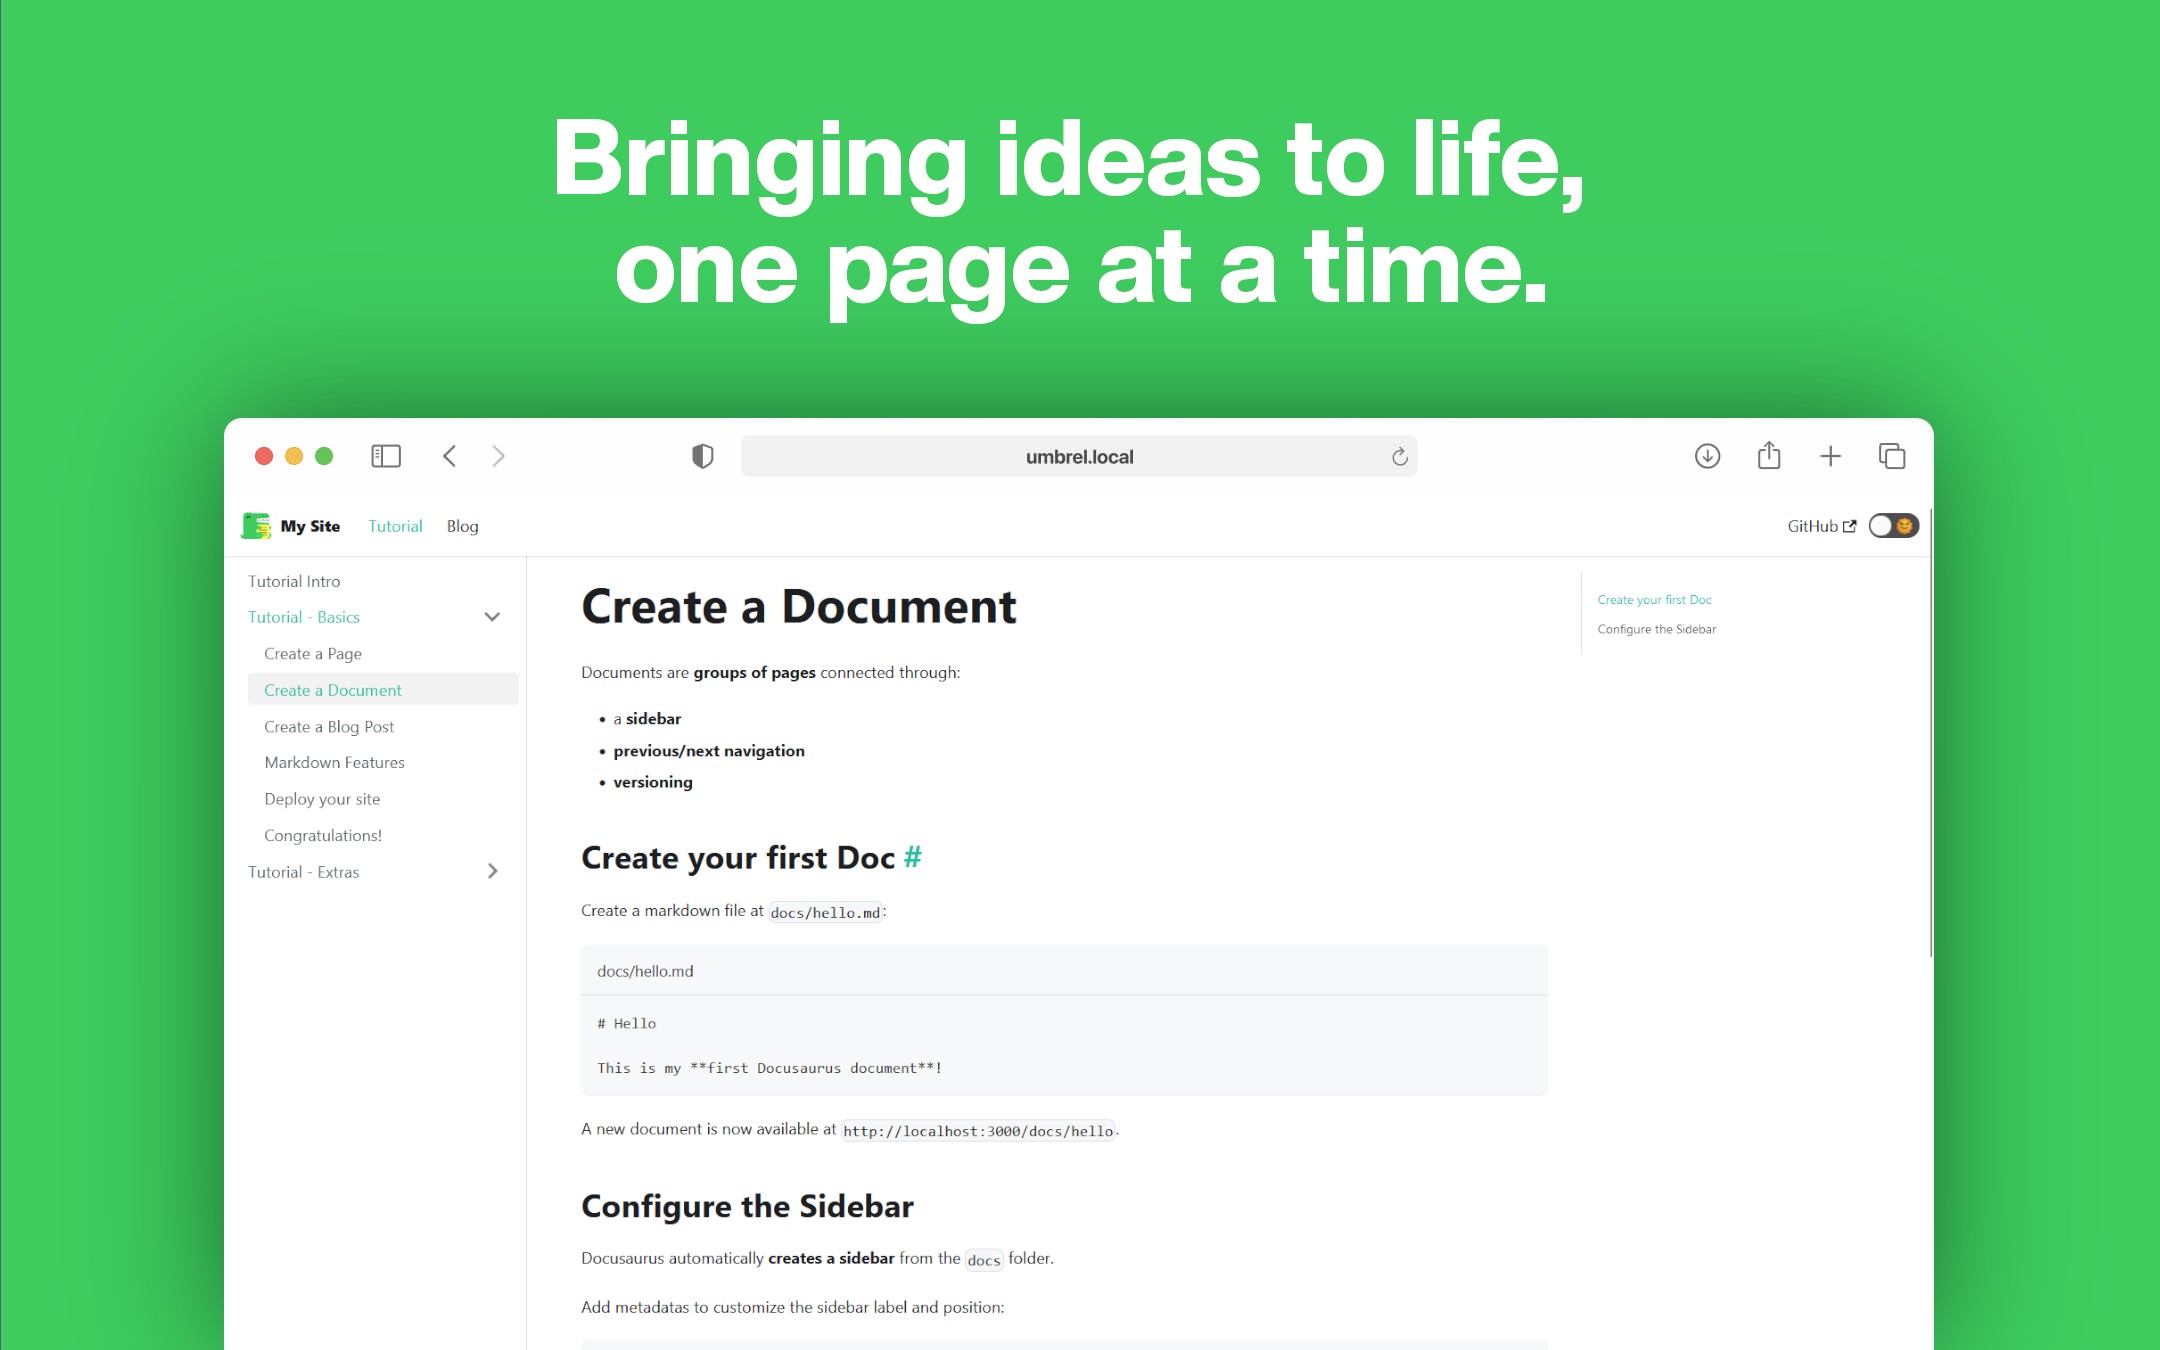 Bringing ideas to life,
one page at a time.
umbrel.local
My Site
Tutorial
Blog
GitHub
Tutorial Intro
Tutorial - Basics
Create a Page
Create a Document
Create a Blog Post
Markdown Features
Deploy your site
Congratulations!
Tutorial - Extras
Create a Document
Documents are groups of pages connected through:
• a sidebar
• previous/next navigation
• versioning
Create your first Doc #
Create a markdown file at docs/hello.md:
docs/hello.md
# Hello
This is my **first Docusaurus document**!
A new document is now available at http://localhost:3000/docs/hello.
Configure the Sidebar
Docusaurus automatically creates a sidebar from the docs folder.
Add metadatas to customize the sidebar label and position:
Create your first Doc
Configure the Sidebar